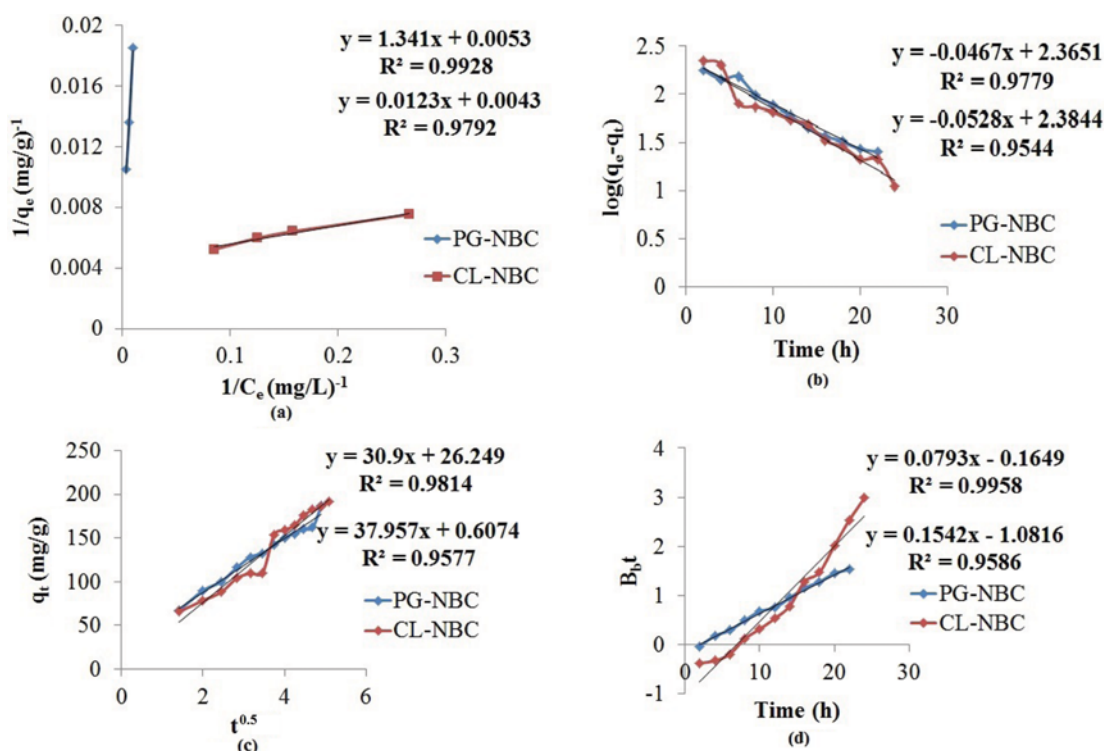 y = 1.341x + 0.0053
R² = 0.9928
y = 0.0123x + 0.0043
R² = 0.9792
0.02
0.016
0.012
0.008
0.004
0
1/qe (mg/g)-1
PG-NBC
CL-NBC
0 0.1 0.2 0.3
1/Ce (mg/L)-1
(a)
y = -0.0467x + 2.3651
R² = 0.9779
y = -0.0528x + 2.3844
R² = 0.9544
2.5
2
1.5
1
0.5
0
log(qe-qt)
PG-NBC
CL-NBC
0 10 20 30
Time (h)
(b)
y = 30.9x + 26.249
R² = 0.9814
y = 37.957x + 0.6074
R² = 0.9577
250
200
150
100
50
0
qt (mg/g)
PG-NBC
CL-NBC
0 2 4 6
t0.5
(c)
y = 0.0793x - 0.1649
R² = 0.9958
y = 0.1542x - 1.0816
R² = 0.9586
4
3
2
1
0
-1
Bbt
PG-NBC
CL-NBC
0 10 20 30
Time (h)
(d)